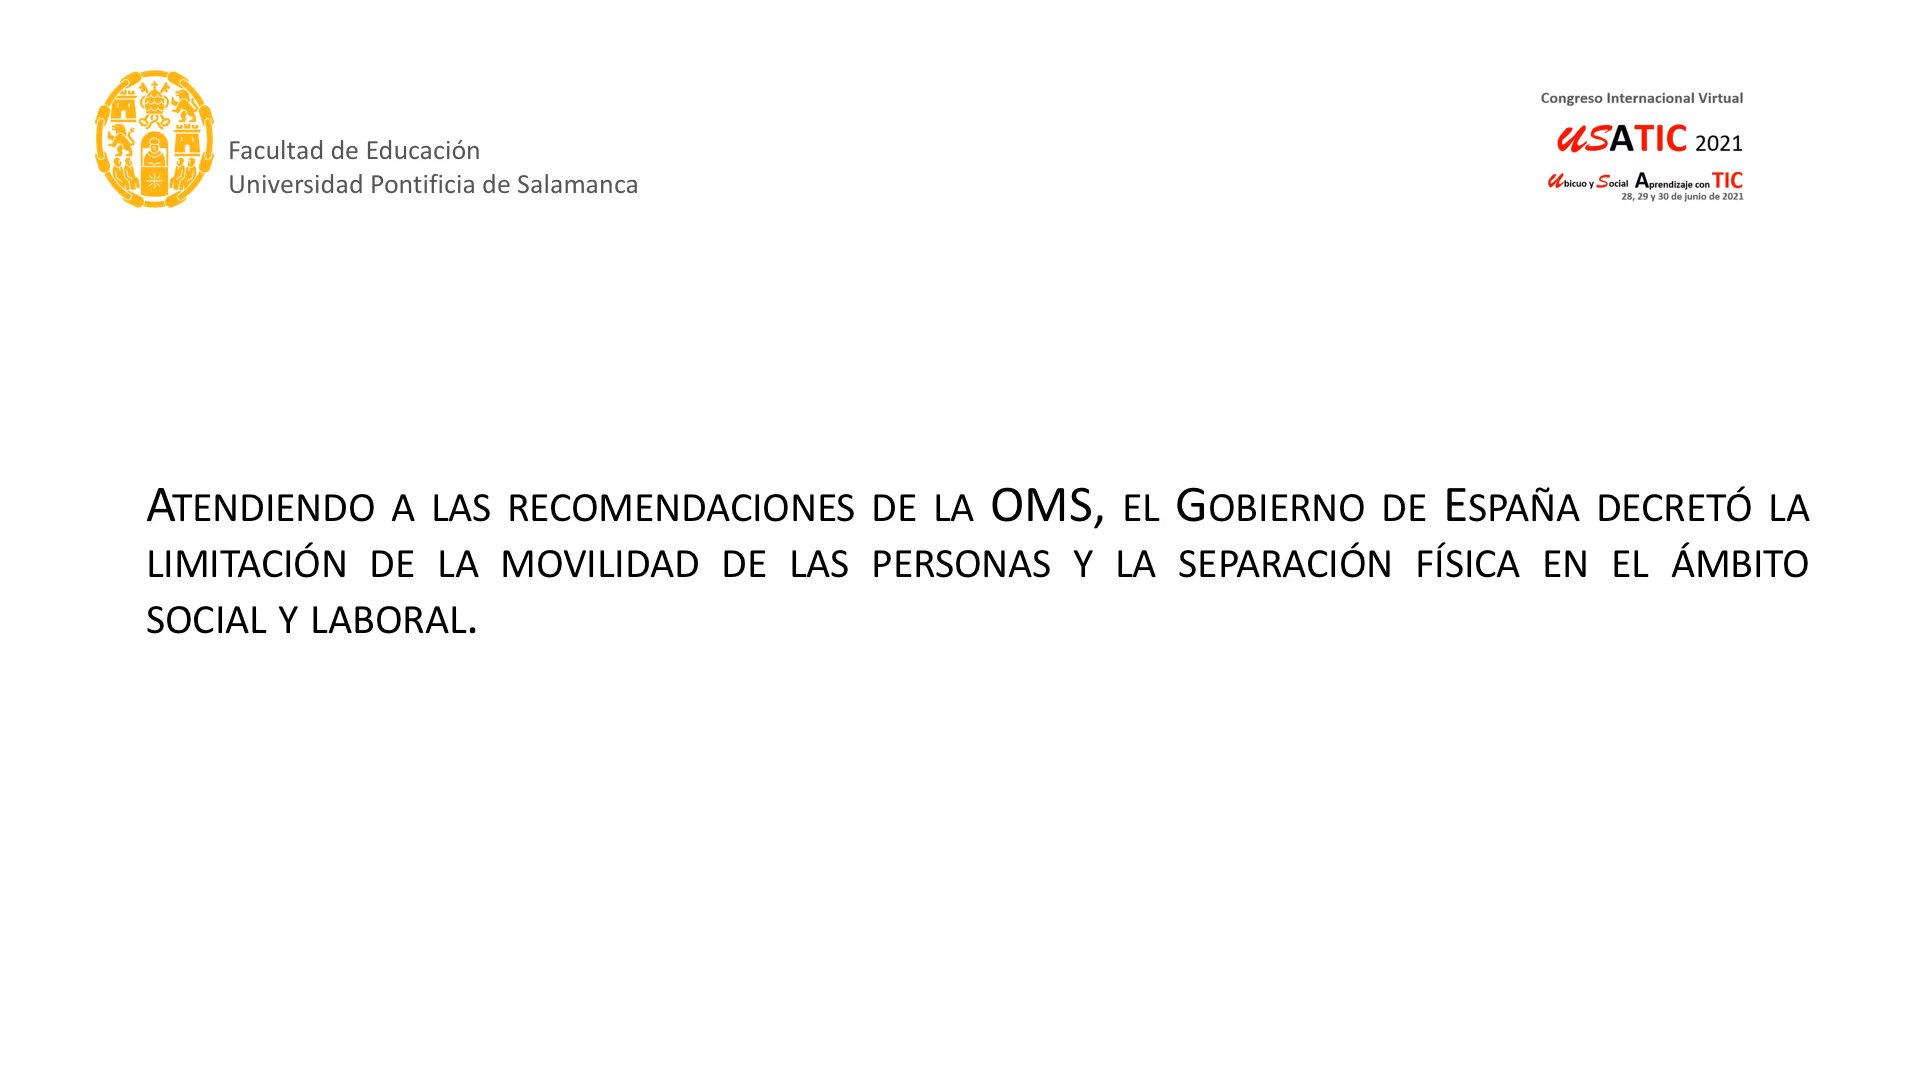 Facultad de Educación
Universidad Pontificia de Salamanca
Congreso Internacional Virtual
USATIC 2021
Ubicuo y Social Aprendizaje con TIC
28, 29 y 30 de junio de 2021
Atendiendo a las recomendaciones de la OMS, el Gobierno de España decretó la
limitación de la movilidad de las personas y la separación física en el ámbito
social y laboral.